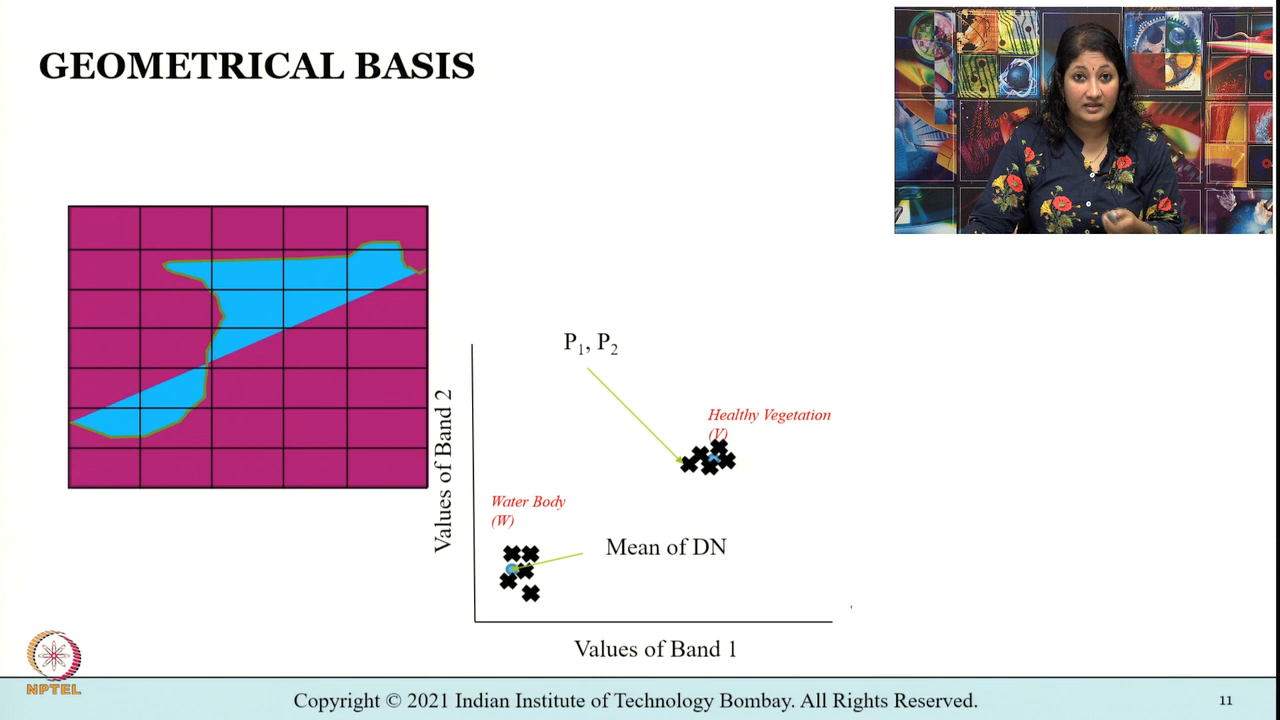 GEOMETRICAL BASIS
P1, P2
Healthy Vegetation
(V)
Values of Band 2
Water Body
(W)
Mean of DN
Values of Band 1
NPTEL
Copyright © 2021 Indian Institute of Technology Bombay. All Rights Reserved.
11